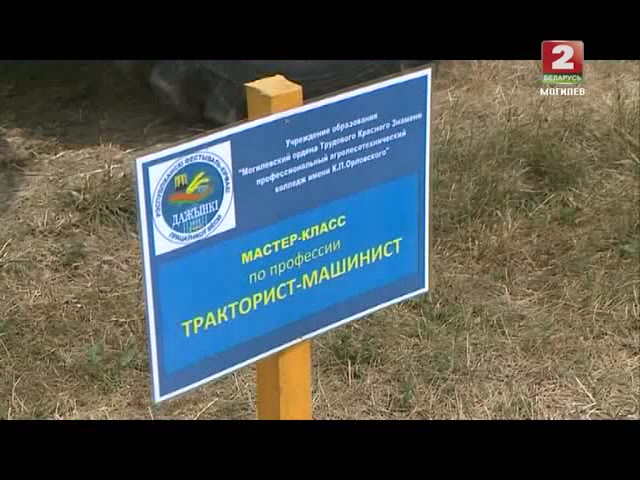 2
БЕЛАРУСЬ
МОГИЛЕВ
Учреждение образования
"Могилевский ордена Трудового Красного Знамени
профессиональный агролесотехнический
колледж имени К.П.Орловского"
ДАЖЫНКІ
МАСТЕР-КЛАСС
по профессии
ТРАКТОРИСТ-МАШИНИСТ